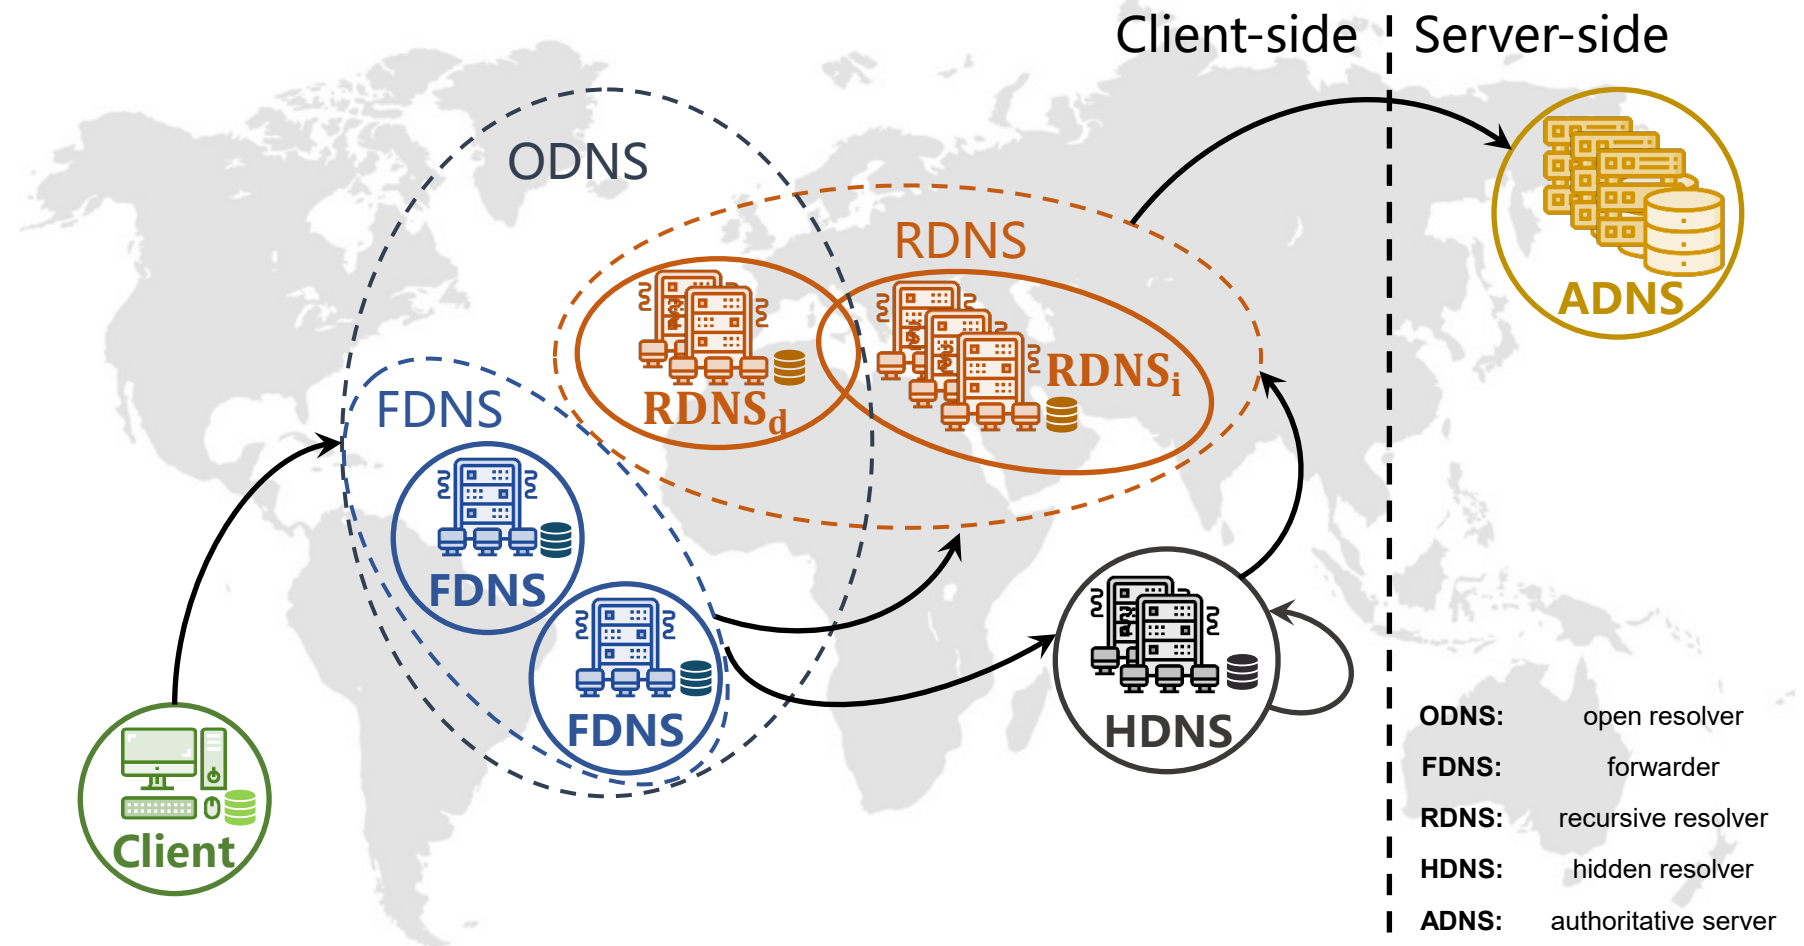 Client-side
Server-side
ODNS
RDNS
ADNS
RDNSd
RDNSi
FDNS
FDNS
FDNS
HDNS
Client
ODNS: open resolver
FDNS: forwarder
RDNS: recursive resolver
HDNS: hidden resolver
ADNS: authoritative server